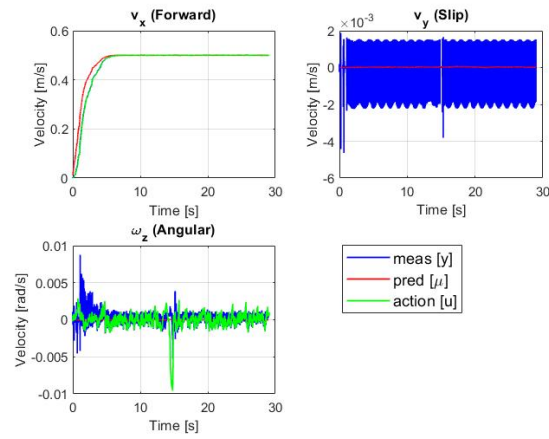 v_x (Forward)
Velocity [m/s]
0.6
0.4
0.2
0
0 10 20 30
Time [s]
v_y (Slip)
×10^-3
Velocity [m/s]
2
0
-2
-4
-6
0 10 20 30
Time [s]
ω_z (Angular)
Velocity [rad/s]
0.01
0.005
0
-0.005
-0.01
0 10 20 30
Time [s]
meas [y]
pred [μ]
action [u]